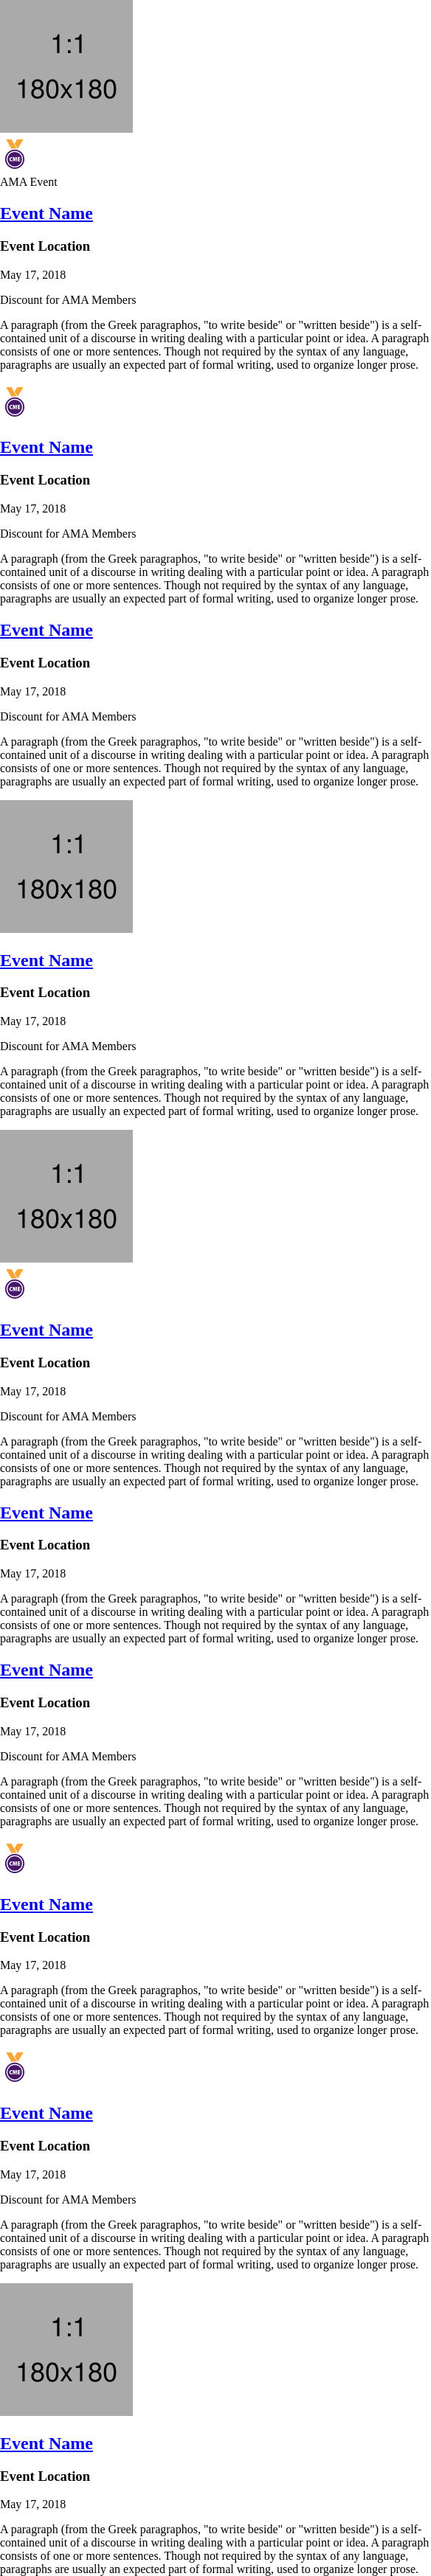 1:1
180x180
CME
AMA Event
Event Name
Event Location
May 17, 2018
Discount for AMA Members
A paragraph (from the Greek paragraphos, "to write beside" or "written beside") is a self-
contained unit of a discourse in writing dealing with a particular point or idea. A paragraph
consists of one or more sentences. Though not required by the syntax of any language,
paragraphs are usually an expected part of formal writing, used to organize longer prose.
CME
Event Name
Event Location
May 17, 2018
Discount for AMA Members
A paragraph (from the Greek paragraphos, "to write beside" or "written beside") is a self-
contained unit of a discourse in writing dealing with a particular point or idea. A paragraph
consists of one or more sentences. Though not required by the syntax of any language,
paragraphs are usually an expected part of formal writing, used to organize longer prose.
Event Name
Event Location
May 17, 2018
Discount for AMA Members
A paragraph (from the Greek paragraphos, "to write beside" or "written beside") is a self-
contained unit of a discourse in writing dealing with a particular point or idea. A paragraph
consists of one or more sentences. Though not required by the syntax of any language,
paragraphs are usually an expected part of formal writing, used to organize longer prose.
1:1
180x180
Event Name
Event Location
May 17, 2018
Discount for AMA Members
A paragraph (from the Greek paragraphos, "to write beside" or "written beside") is a self-
contained unit of a discourse in writing dealing with a particular point or idea. A paragraph
consists of one or more sentences. Though not required by the syntax of any language,
paragraphs are usually an expected part of formal writing, used to organize longer prose.
1:1
180x180
CME
Event Name
Event Location
May 17, 2018
Discount for AMA Members
A paragraph (from the Greek paragraphos, "to write beside" or "written beside") is a self-
contained unit of a discourse in writing dealing with a particular point or idea. A paragraph
consists of one or more sentences. Though not required by the syntax of any language,
paragraphs are usually an expected part of formal writing, used to organize longer prose.
Event Name
Event Location
May 17, 2018
A paragraph (from the Greek paragraphos, "to write beside" or "written beside") is a self-
contained unit of a discourse in writing dealing with a particular point or idea. A paragraph
consists of one or more sentences. Though not required by the syntax of any language,
paragraphs are usually an expected part of formal writing, used to organize longer prose.
Event Name
Event Location
May 17, 2018
Discount for AMA Members
A paragraph (from the Greek paragraphos, "to write beside" or "written beside") is a self-
contained unit of a discourse in writing dealing with a particular point or idea. A paragraph
consists of one or more sentences. Though not required by the syntax of any language,
paragraphs are usually an expected part of formal writing, used to organize longer prose.
CME
Event Name
Event Location
May 17, 2018
A paragraph (from the Greek paragraphos, "to write beside" or "written beside") is a self-
contained unit of a discourse in writing dealing with a particular point or idea. A paragraph
consists of one or more sentences. Though not required by the syntax of any language,
paragraphs are usually an expected part of formal writing, used to organize longer prose.
CME
Event Name
Event Location
May 17, 2018
Discount for AMA Members
A paragraph (from the Greek paragraphos, "to write beside" or "written beside") is a self-
contained unit of a discourse in writing dealing with a particular point or idea. A paragraph
consists of one or more sentences. Though not required by the syntax of any language,
paragraphs are usually an expected part of formal writing, used to organize longer prose.
1:1
180x180
Event Name
Event Location
May 17, 2018
A paragraph (from the Greek paragraphos, "to write beside" or "written beside") is a self-
contained unit of a discourse in writing dealing with a particular point or idea. A paragraph
consists of one or more sentences. Though not required by the syntax of any language,
paragraphs are usually an expected part of formal writing, used to organize longer prose.